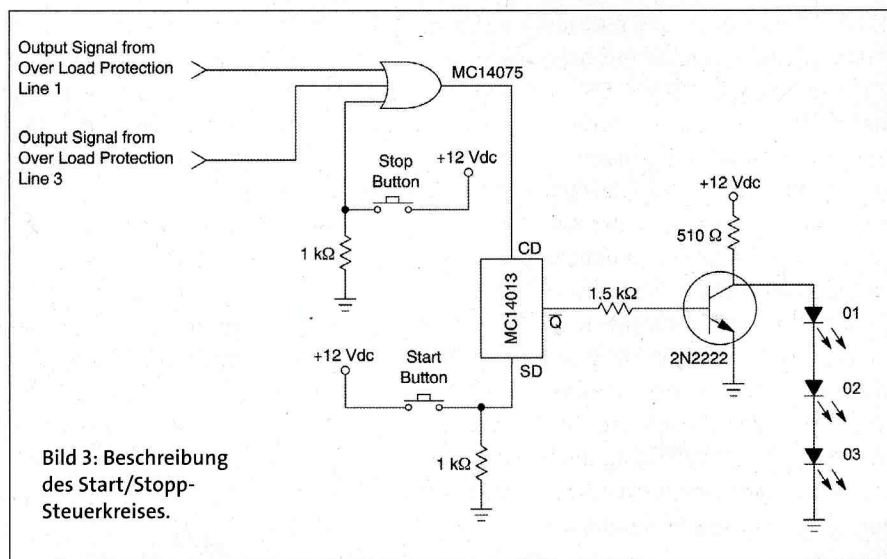 Output Signal from
Over Load Protection
Line 1
MC14075
Output Signal from
Over Load Protection
Line 3
Stop
Button
+12 Vdc
1 kΩ
+12 Vdc
510 Ω
CD
MC14013
Q̅
SD
1.5 kΩ
2N2222
01
02
03
+12 Vdc
Start
Button
1 kΩ
Bild 3: Beschreibung
des Start/Stopp-
Steuerkreises.